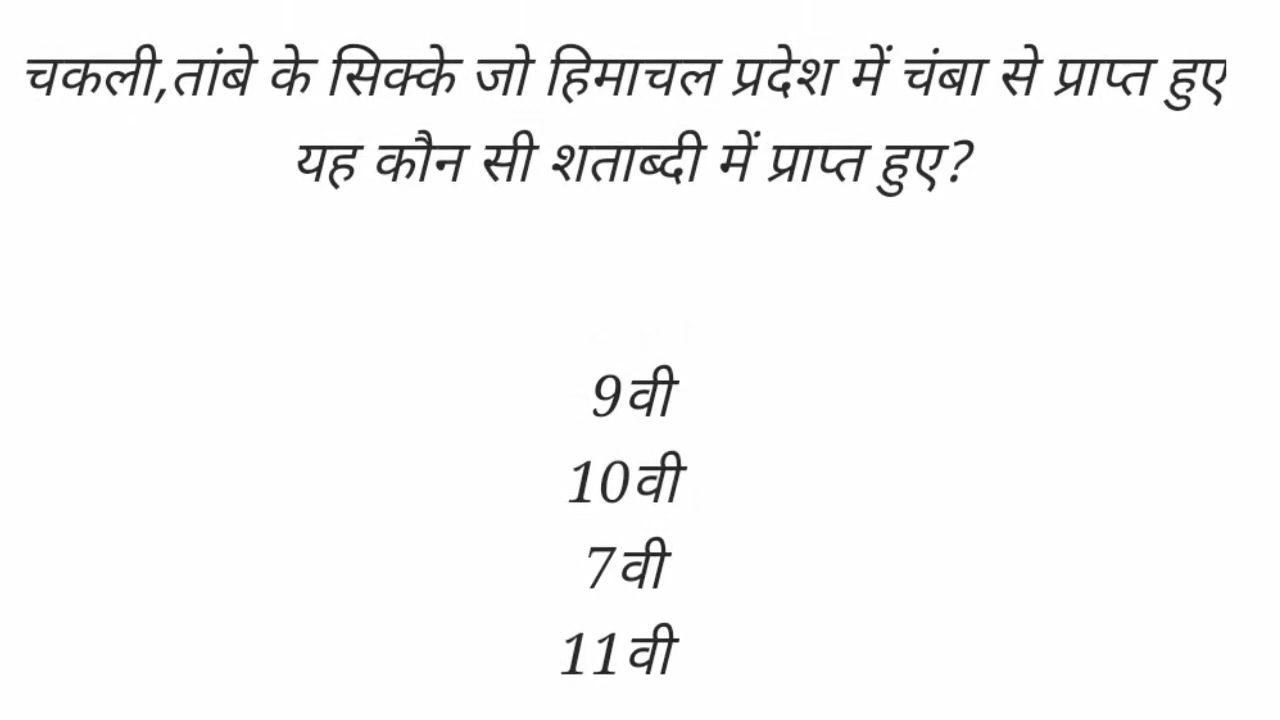 चकली,तांबे के सिक्के जो हिमाचल प्रदेश में चंबा से प्राप्त हुए
यह कौन सी शताब्दी में प्राप्त हुए?
9वी
10वी
7वी
11वी